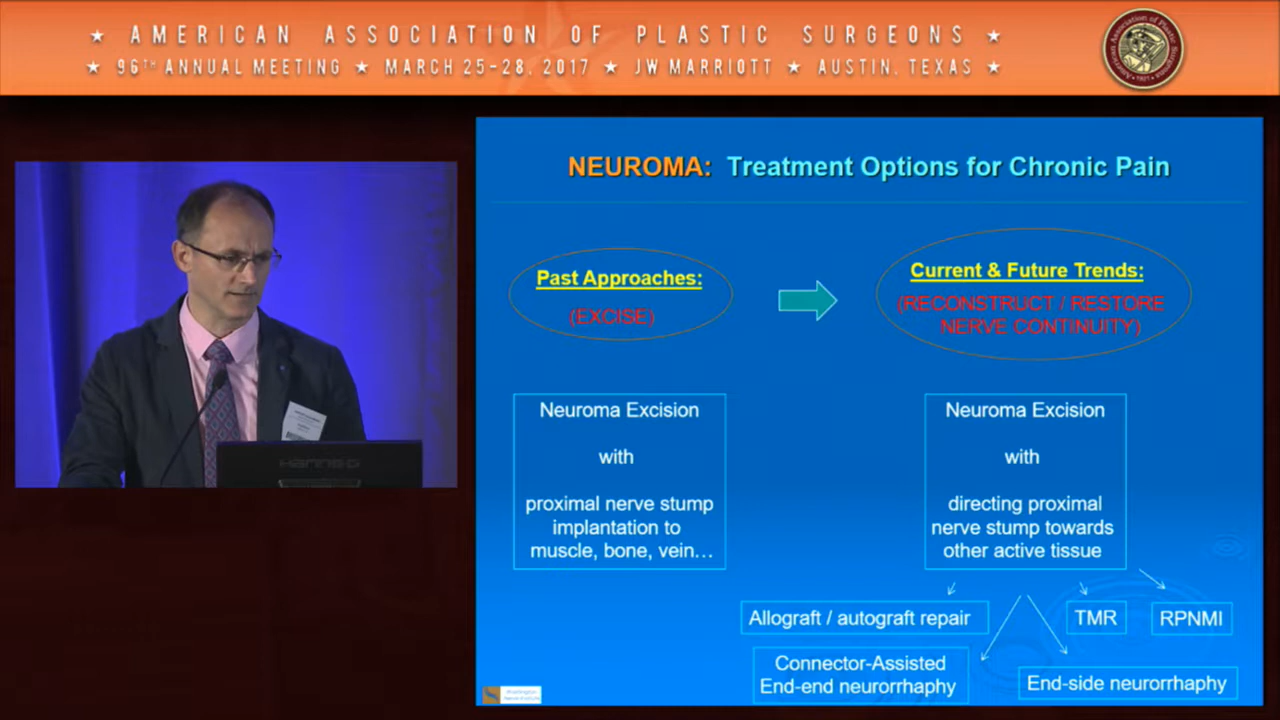 ★ AMERICAN ASSOCIATION OF PLASTIC SURGEONS ★
★ 96TH ANNUAL MEETING ★ MARCH 25-28, 2017 ★ JW MARRIOTT ★ AUSTIN, TEXAS ★
NEUROMA: Treatment Options for Chronic Pain
Past Approaches:
(EXCISE)
Current & Future Trends:
(RECONSTRUCT / RESTORE
NERVE CONTINUITY)
Neuroma Excision
with
proximal nerve stump
implantation to
muscle, bone, vein…
Neuroma Excision
with
directing proximal
nerve stump towards
other active tissue
Allograft / autograft repair
TMR
RPNMI
Connector-Assisted
End-end neurorrhaphy
End-side neurorrhaphy